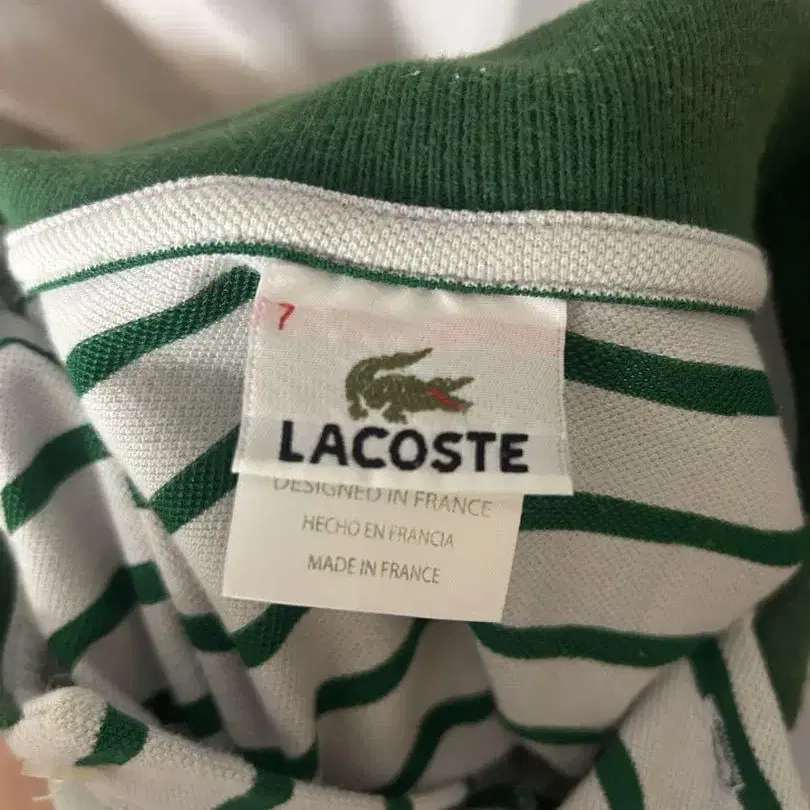 7
LACOSTE
DESIGNED IN FRANCE
HECHO EN FRANCIA
MADE IN FRANCE